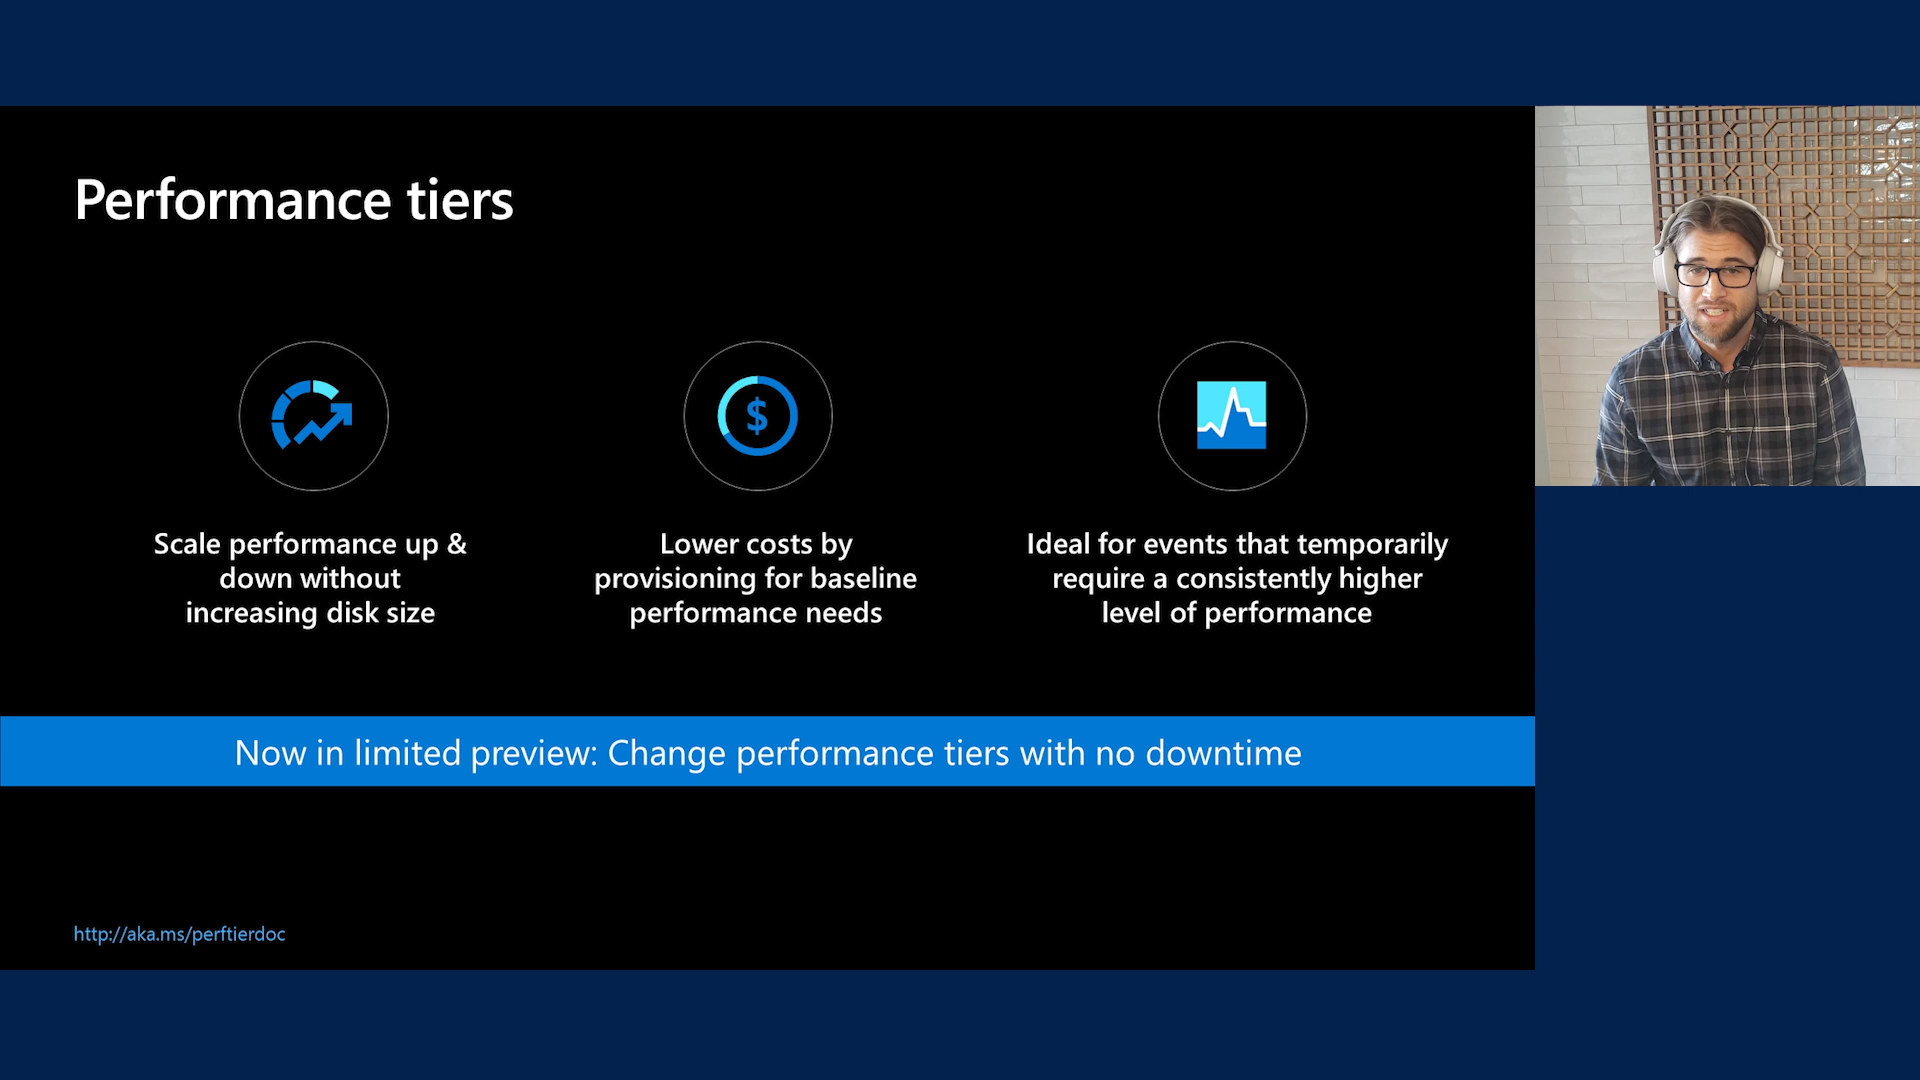 Performance tiers
$
Scale performance up &
down without
increasing disk size
Lower costs by
provisioning for baseline
performance needs
Ideal for events that temporarily
require a consistently higher
level of performance
Now in limited preview: Change performance tiers with no downtime
http://aka.ms/perftierdoc